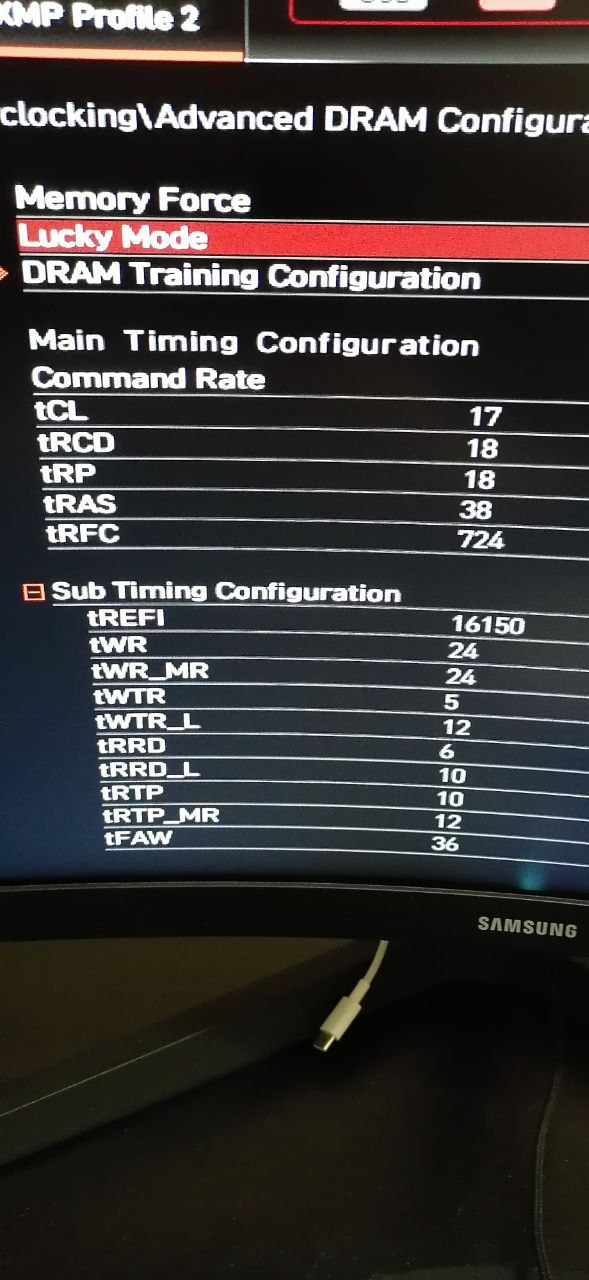 XMP Profile 2
clocking\Advanced DRAM Configura
Memory Force
Lucky Mode
DRAM Training Configuration
Main Timing Configuration
Command Rate
tCL 17
tRCD 18
tRP 18
tRAS 38
tRFC 724
Sub Timing Configuration
tREFI 16150
tWR 24
tWR_MR 24
tWTR 5
tWTR_L 12
tRRD 6
tRRD_L 10
tRTP 10
tRTP_MR 12
tFAW 36
SAMSUNG